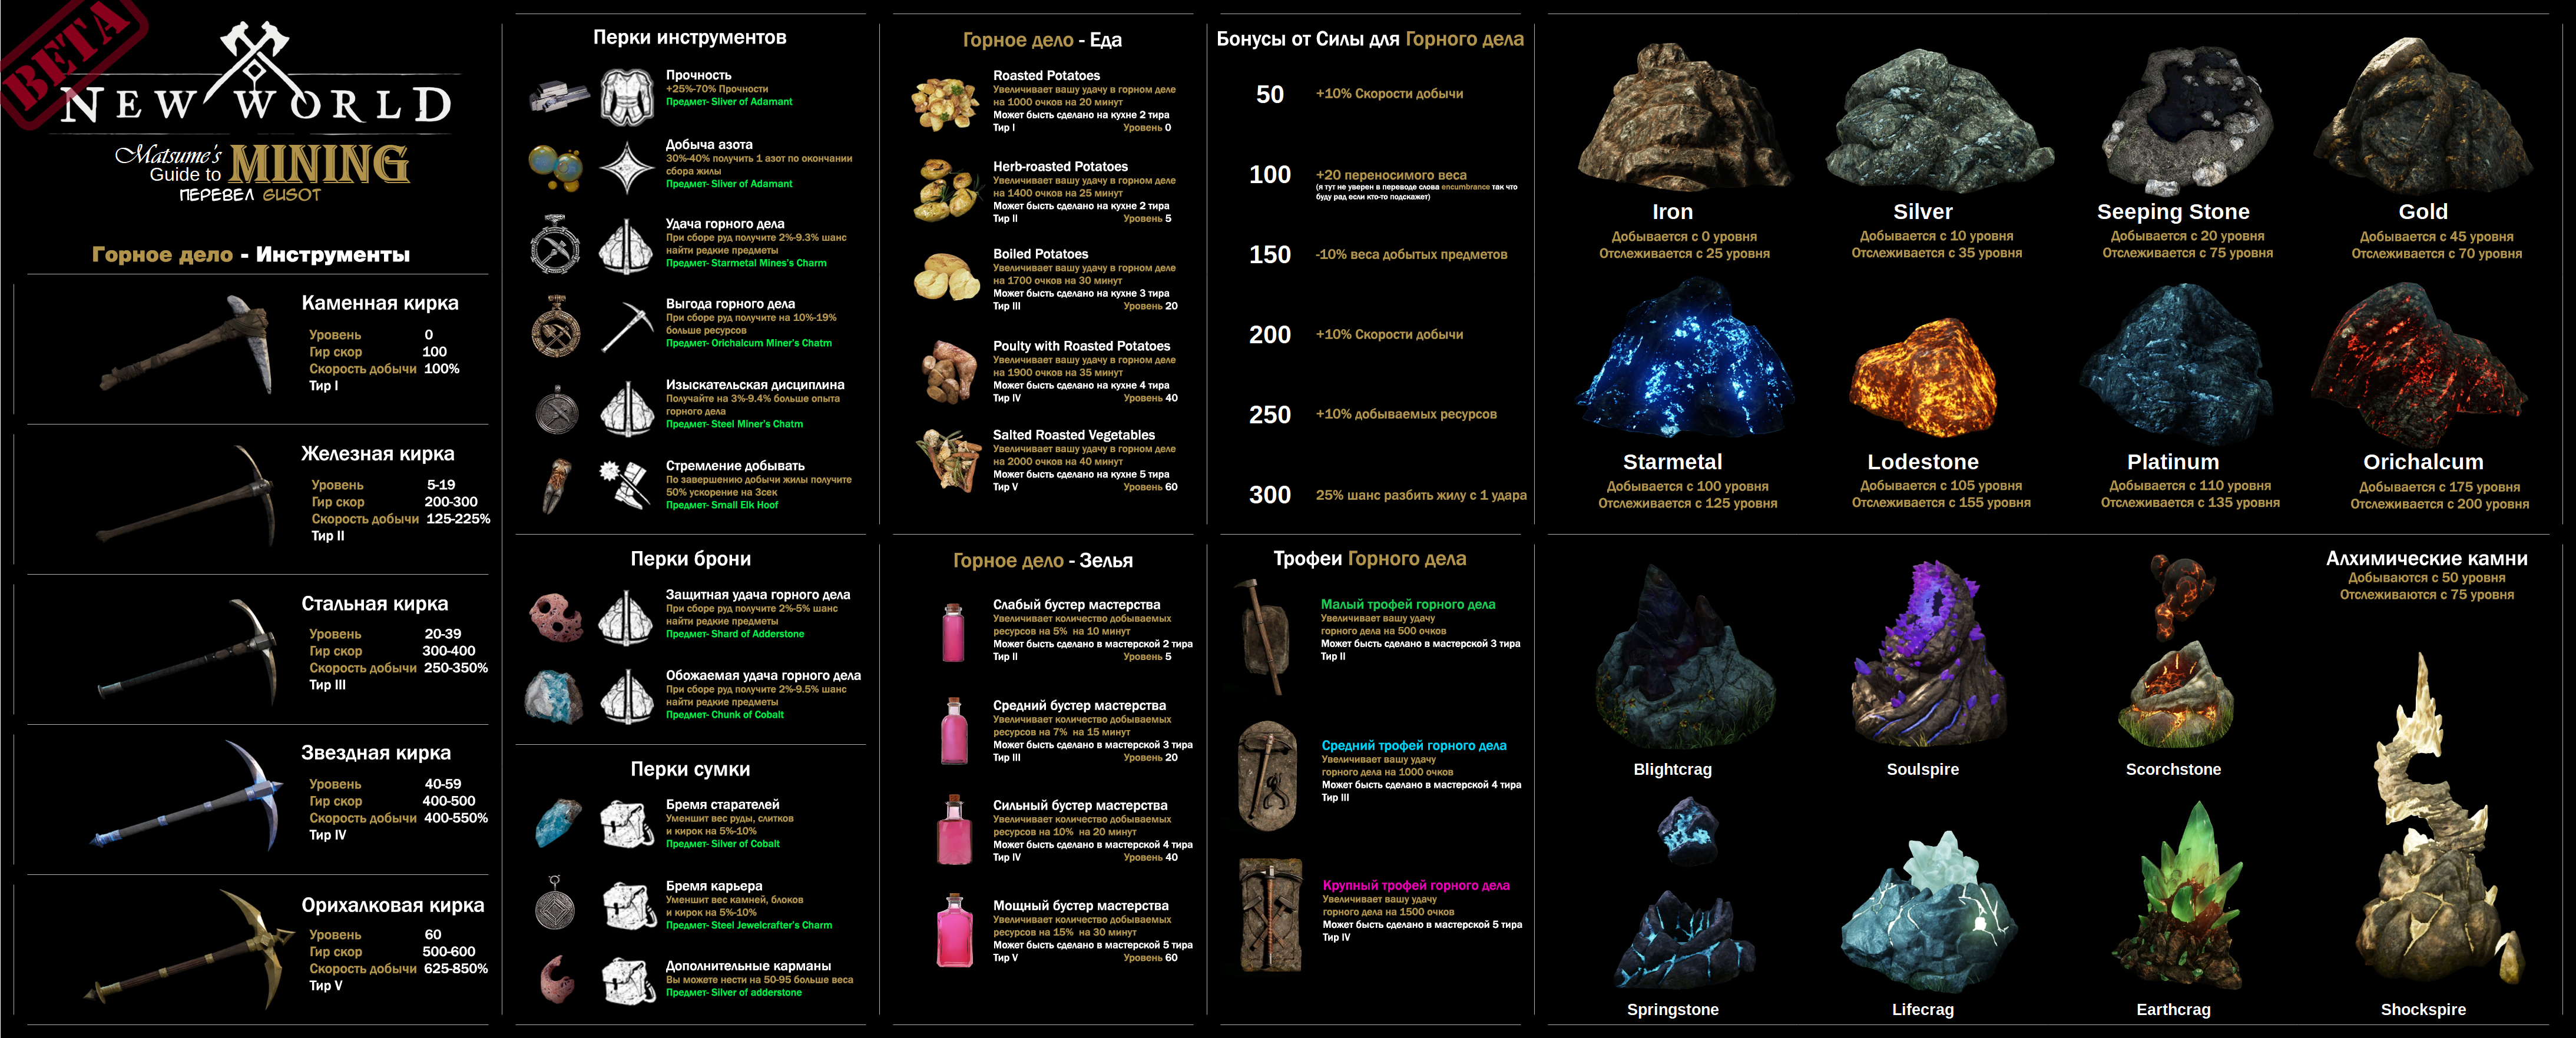 BETA
NEW WORLD
Matsume's
Guide to MINING
ПЕРЕВЕЛ GUSOT
Горное дело - Инструменты
Каменная кирка
Уровень 0
Гир скор 100
Скорость добычи 100%
Тир I
Железная кирка
Уровень 5-19
Гир скор 200-300
Скорость добычи 125-225%
Тир II
Стальная кирка
Уровень 20-39
Гир скор 300-400
Скорость добычи 250-350%
Тир III
Звездная кирка
Уровень 40-59
Гир скор 400-500
Скорость добычи 400-550%
Тир IV
Орихалковая кирка
Уровень 60
Гир скор 500-600
Скорость добычи 625-850%
Тир V
Перки инструментов
Прочность
+25%-70% Прочности
Предмет- Sliver of Adamant
Добыча азота
30%-40% получить 1 азот по окончании
сбора жилы
Предмет- Sliver of Adamant
Удача горного дела
При сборе руд получите 2%-9.3% шанс
найти редкие предметы
Предмет- Starmetal Mines's Charm
Выгода горного дела
При сборе руд получите на 10%-19%
больше ресурсов
Предмет- Orichalcum Miner's Chatm
Изыскательская дисциплина
Получайте на 3%-9.4% больше опыта
горного дела
Предмет- Steel Miner's Chatm
Стремление добывать
По завершению добычи жилы получите
50% ускорение на 3сек
Предмет- Small Elk Hoof
Перки брони
Защитная удача горного дела
При сборе руд получите 2%-5% шанс
найти редкие предметы
Предмет- Shard of Adderstone
Обожаемая удача горного дела
При сборе руд получите 2%-9.5% шанс
найти редкие предметы
Предмет- Chunk of Cobalt
Перки сумки
Бремя старателей
Уменшит вес руды, слитков
и кирок на 5%-10%
Предмет- Silver of Cobalt
Бремя карьера
Уменшит вес камней, блоков
и кирок на 5%-10%
Предмет- Steel Jewelcrafter's Charm
Дополнительные карманы
Вы можете нести на 50-95 больше веса
Предмет- Silver of adderstone
Горное дело - Еда
Roasted Potatoes
Увеличивает вашу удачу в горном деле
на 1000 очков на 20 минут
Может бысть сделано на кухне 2 тира
Тир I Уровень 0
Herb-roasted Potatoes
Увеличивает вашу удачу в горном деле
на 1400 очков на 25 минут
Может бысть сделано на кухне 2 тира
Тир II Уровень 5
Boiled Potatoes
Увеличивает вашу удачу в горном деле
на 1700 очков на 30 минут
Может бысть сделано на кухне 3 тира
Тир III Уровень 20
Poulty with Roasted Potatoes
Увеличивает вашу удачу в горном деле
на 1900 очков на 35 минут
Может бысть сделано на кухне 4 тира
Тир IV Уровень 40
Salted Roasted Vegetables
Увеличивает вашу удачу в горном деле
на 2000 очков на 40 минут
Может бысть сделано на кухне 5 тира
Тир V Уровень 60
Горное дело - Зелья
Слабый бустер мастерства
Увеличивает количество добываемых
ресурсов на 5% на 10 минут
Может бысть сделано в мастерской 2 тира
Тир II Уровень 5
Средний бустер мастерства
Увеличивает количество добываемых
ресурсов на 7% на 15 минут
Может бысть сделано в мастерской 3 тира
Тир III Уровень 20
Сильный бустер мастерства
Увеличивает количество добываемых
ресурсов на 10% на 20 минут
Может бысть сделано в мастерской 4 тира
Тир IV Уровень 40
Мощный бустер мастерства
Увеличивает количество добываемых
ресурсов на 15% на 30 минут
Может бысть сделано в мастерской 5 тира
Тир V Уровень 60
Бонусы от Силы для Горного дела
50 +10% Скорости добычи
100 +20 переносимого веса
(я тут не уверен в переводе слова encumbrance так что
буду рад если кто-то подскажет)
150 -10% веса добытых предметов
200 +10% Скорости добычи
250 +10% добываемых ресурсов
300 25% шанс разбить жилу с 1 удара
Трофеи Горного дела
Малый трофей горного дела
Увеличивает вашу удачу
горного дела на 500 очков
Может бысть сделано в мастерской 3 тира
Тир II
Средний трофей горного дела
Увеличивает вашу удачу
горного дела на 1000 очков
Может бысть сделано в мастерской 4 тира
Тир III
Крупный трофей горного дела
Увеличивает вашу удачу
горного дела на 1500 очков
Может бысть сделано в мастерской 5 тира
Тир IV
Iron
Добывается с 0 уровня
Отслеживается с 25 уровня
Silver
Добывается с 10 уровня
Отслеживается с 35 уровня
Seeping Stone
Добывается с 20 уровня
Отслеживается с 75 уровня
Gold
Добывается с 45 уровня
Отслеживается с 70 уровня
Starmetal
Добывается с 100 уровня
Отслеживается с 125 уровня
Lodestone
Добывается с 105 уровня
Отслеживается с 155 уровня
Platinum
Добывается с 110 уровня
Отслеживается с 135 уровня
Orichalcum
Добывается с 175 уровня
Отслеживается с 200 уровня
Алхимические камни
Добываются с 50 уровня
Отслеживаются с 75 уровня
Blightcrag
Soulspire
Scorchstone
Springstone
Lifecrag
Earthcrag
Shockspire